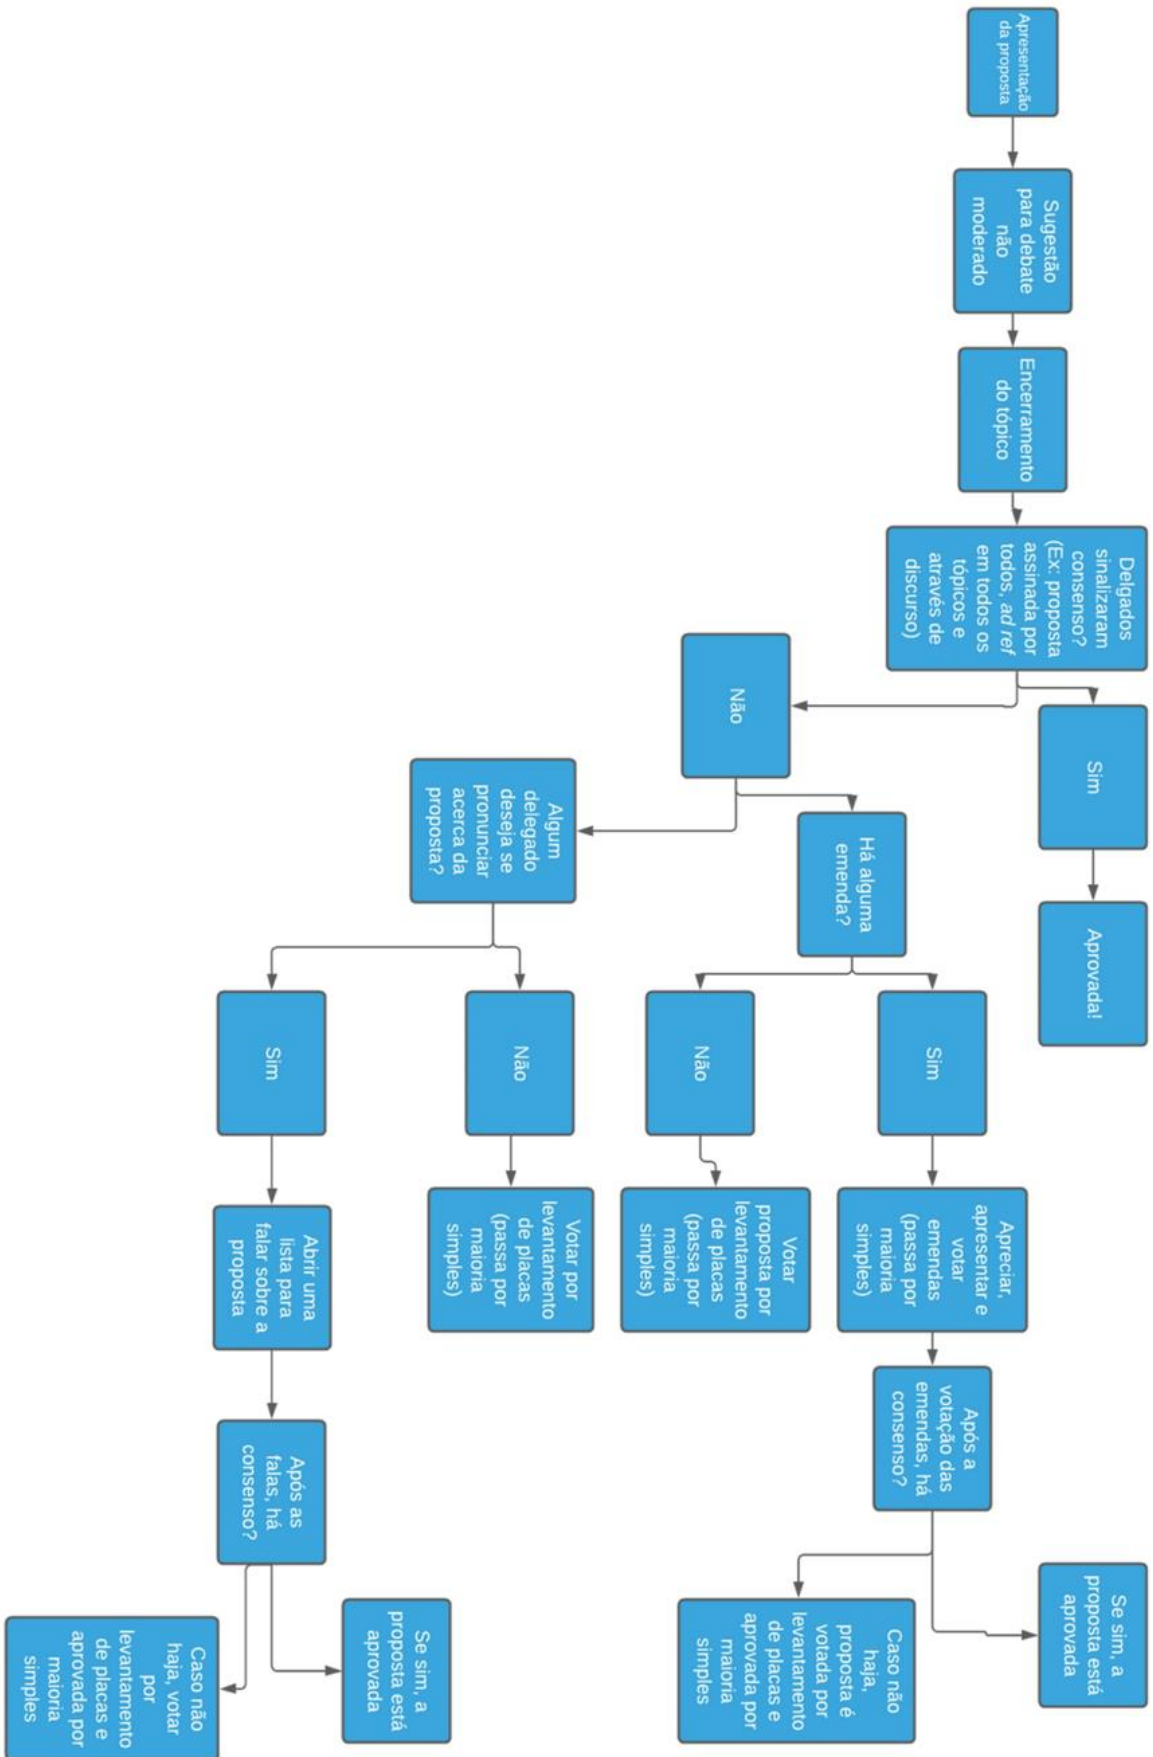 Apresentação
da proposta
Sugestão
para debate
não
moderado
Encerramento
do tópico
Delgados
sinalizaram
consenso?
(Ex: proposta
assinada por
todos, ad ref
em todos os
tópicos e
através de
discurso)
Sim
Aprovada!
Não
Há alguma
emenda?
Sim
Apreciar,
apresentar e
votar
emendas
(passa por
maioria
simples)
Após a
votação das
emendas, há
consenso?
Se sim, a
proposta está
aprovada
Caso não
haja,
proposta é
votada por
levantamento
de placas e
aprovada por
maioria
simples
Não
Votar
proposta por
levantamento
de placas
(passa por
maioria
simples)
Algum
delegado
deseja se
pronunciar
acerca da
proposta?
Não
Votar por
levantamento
de placas
(passa por
maioria
simples)
Sim
Abrir uma
lista para
falar sobre a
proposta
Após as
falas, há
consenso?
Se sim, a
proposta está
aprovada
Caso não
haja, votar
por
levantamento
de placas e
aprovada por
maioria
simples